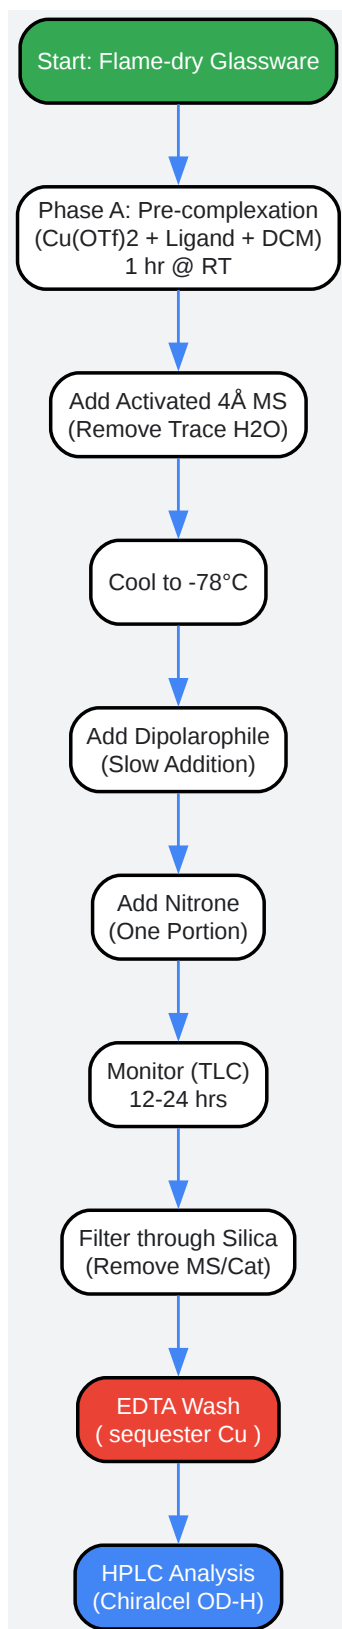 Start: Flame-dry Glassware
Phase A: Pre-complexation
(Cu(OTf)2 + Ligand + DCM)
1 hr @ RT
Add Activated 4Å MS
(Remove Trace H2O)
Cool to -78°C
Add Dipolarophile
(Slow Addition)
Add Nitrone
(One Portion)
Monitor (TLC)
12-24 hrs
Filter through Silica
(Remove MS/Cat)
EDTA Wash
( sequester Cu )
HPLC Analysis
(Chiralcel OD-H)